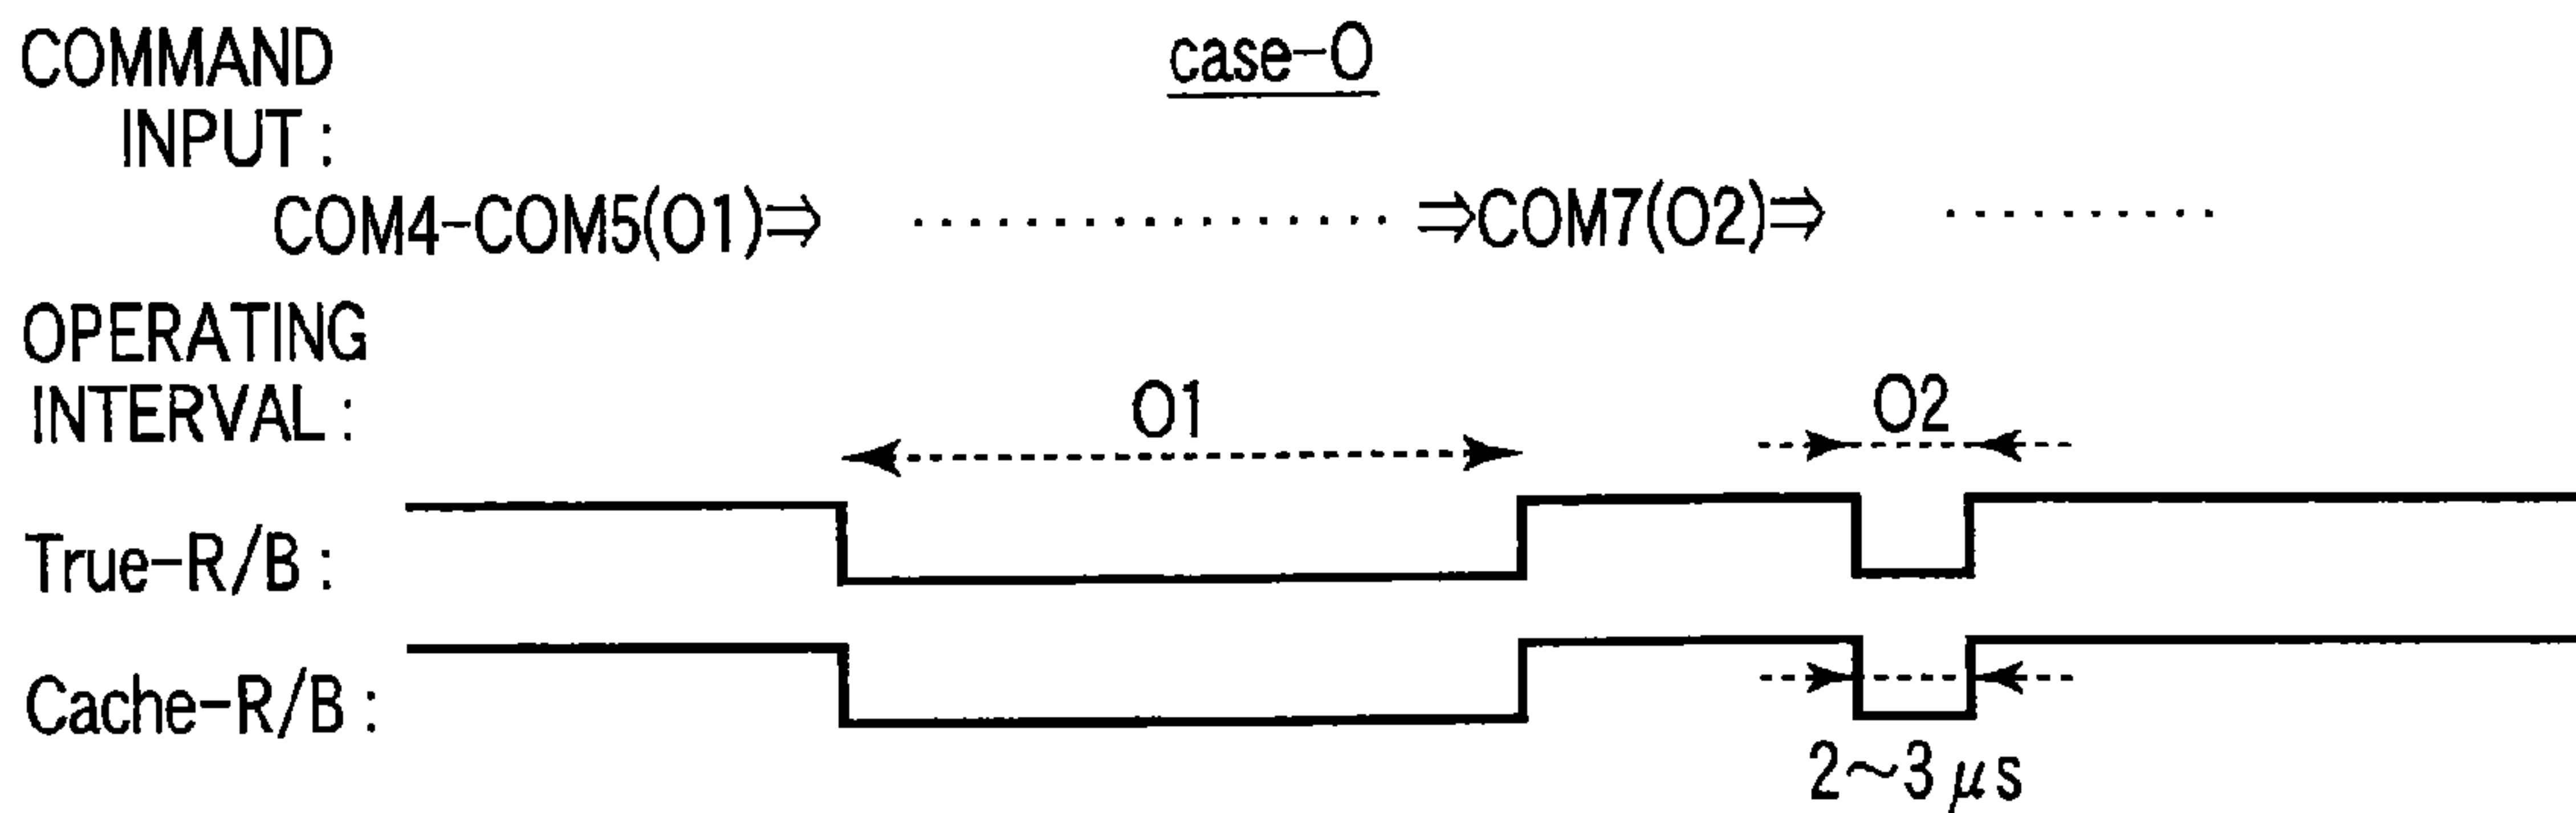 COMMAND
INPUT :
case-O
COM4-COM5(O1)⇒ ················· ⇒COM7(O2)⇒ ··········
OPERATING
INTERVAL :
O1
O2
True-R/B :
Cache-R/B :
2~3 μs